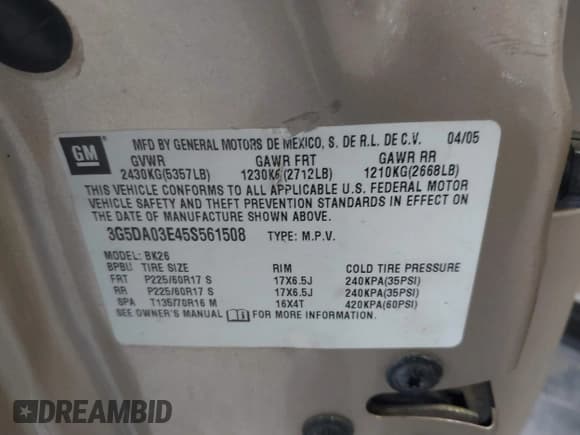 GM
MFD BY GENERAL MOTORS DE MEXICO, S. DE R.L. DE C.V. 04/05
GVWR GAWR FRT GAWR RR
2430KG(5357LB) 1230KG(2712LB) 1210KG(2668LB)
THIS VEHICLE CONFORMS TO ALL APPLICABLE U.S. FEDERAL MOTOR
VEHICLE SAFETY AND THEFT PREVENTION STANDARDS IN EFFECT ON
THE DATE OF MANUFACTURE SHOWN ABOVE.
3G5DA03E45S561508 TYPE: M.P.V.
MODEL: BK26
BPBU TIRE SIZE RIM COLD TIRE PRESSURE
FRT P225/60R17 S 17X6.5J 240KPA(35PSI)
RR P225/60R17 S 17X6.5J 240KPA(35PSI)
SPA T135/70R16 M 16X4T 420KPA(60PSI)
SEE OWNER'S MANUAL FOR MORE INFORMATION.
DREAMBID